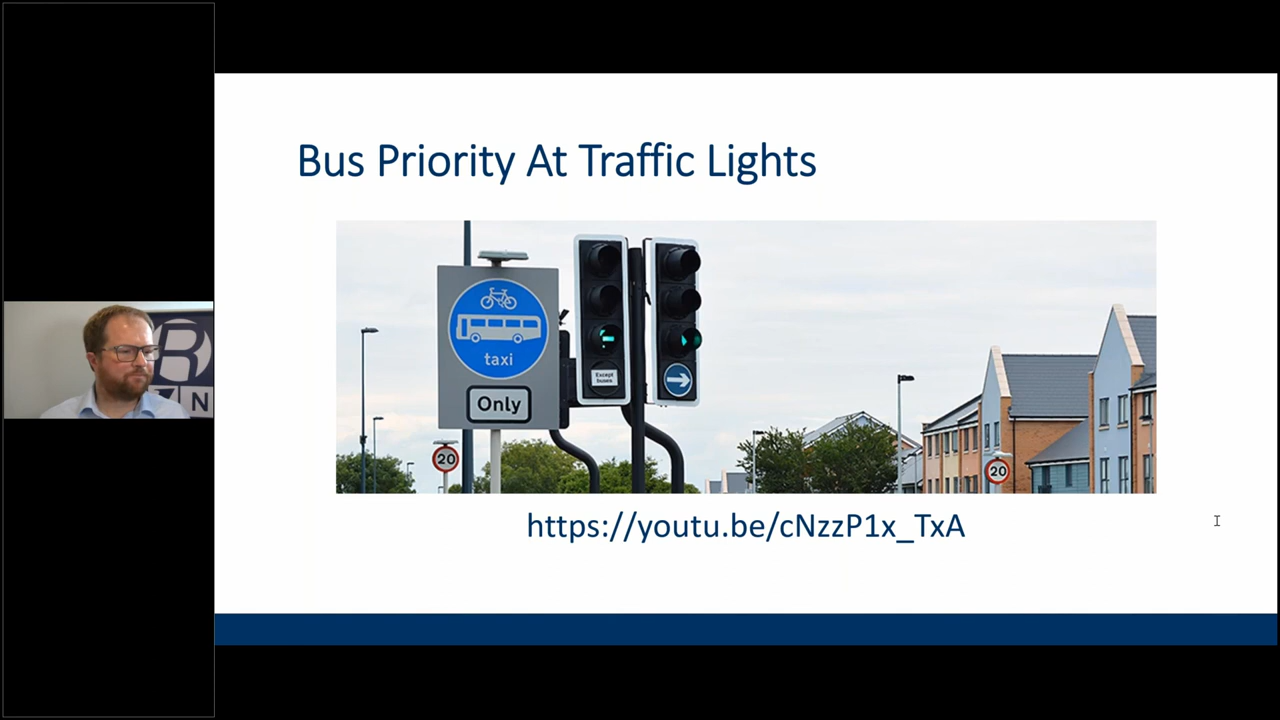 Bus Priority At Traffic Lights
taxi
Only
Except
buses
20
20
https://youtu.be/cNzzP1x_TxA
R
N